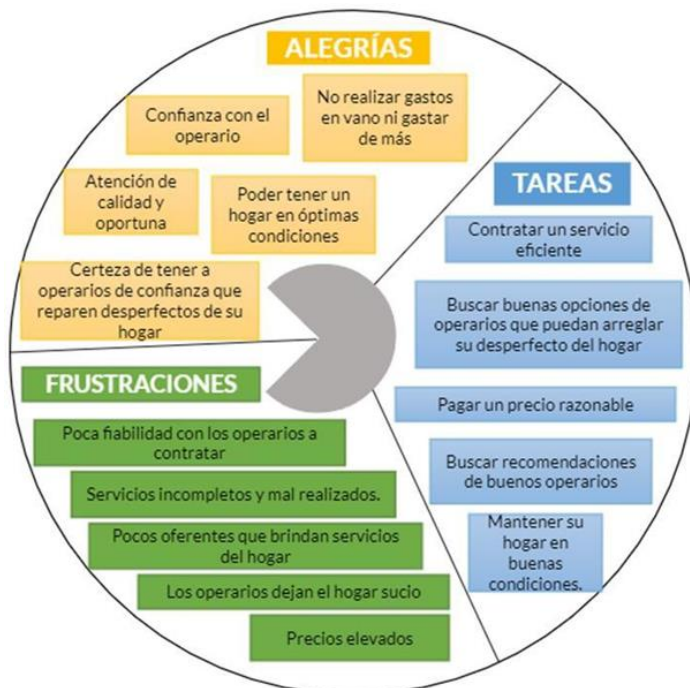 ALEGRÍAS
Confianza con el
operario
No realizar gastos
en vano ni gastar
de más
Atención de
calidad y
oportuna
Poder tener un
hogar en óptimas
condiciones
Certeza de tener a
operarios de confianza que
reparen desperfectos de su
hogar
TAREAS
Contratar un servicio
eficiente
Buscar buenas opciones de
operarios que puedan arreglar
su desperfecto del hogar
Pagar un precio razonable
Buscar recomendaciones
de buenos operarios
Mantener su
hogar en
buenas
condiciones.
FRUSTRACIONES
Poca fiabilidad con los operarios a
contratar
Servicios incompletos y mal realizados.
Pocos oferentes que brindan servicios
del hogar
Los operarios dejan el hogar sucio
Precios elevados